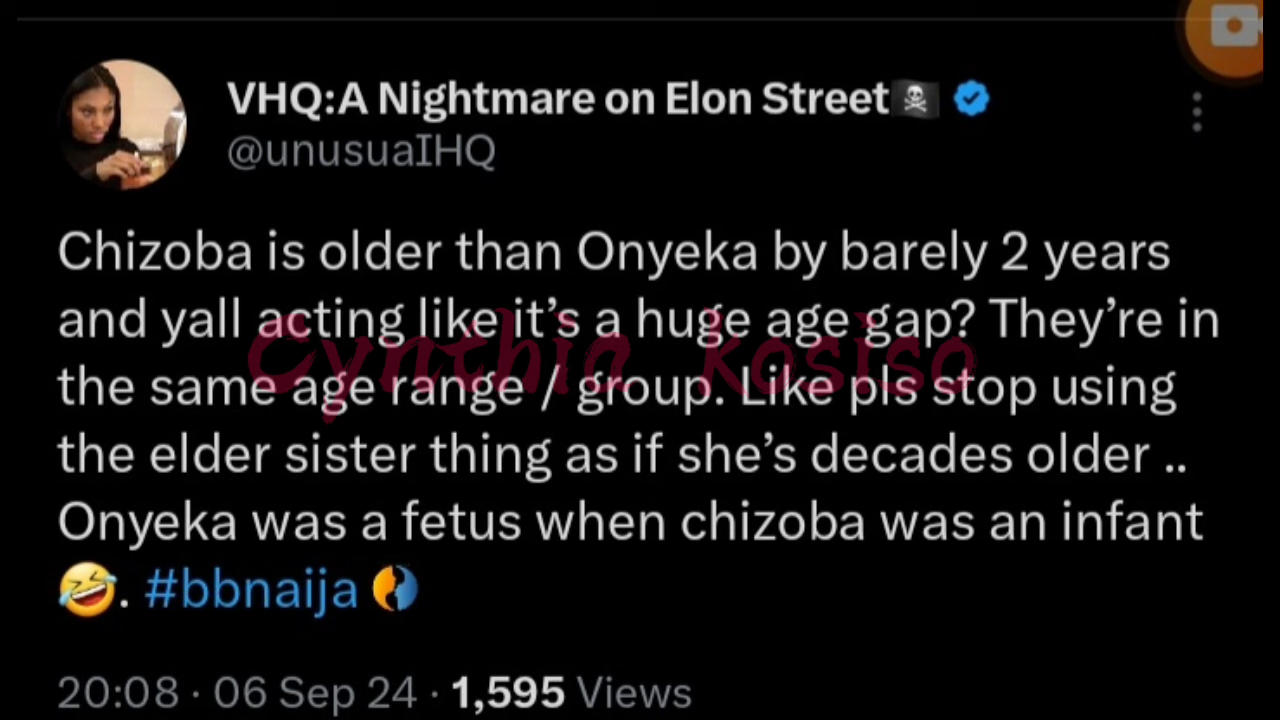 VHQ:A Nightmare on Elon Street🏴‍☠️
@unusuaIHQ
Chizoba is older than Onyeka by barely 2 years
and yall acting like it’s a huge age gap? They’re in
the same age range / group. Like pls stop using
the elder sister thing as if she’s decades older ..
Onyeka was a fetus when chizoba was an infant
🤣. #bbnaija
20:08 · 06 Sep 24 · 1,595 Views
Cynthia kosiso